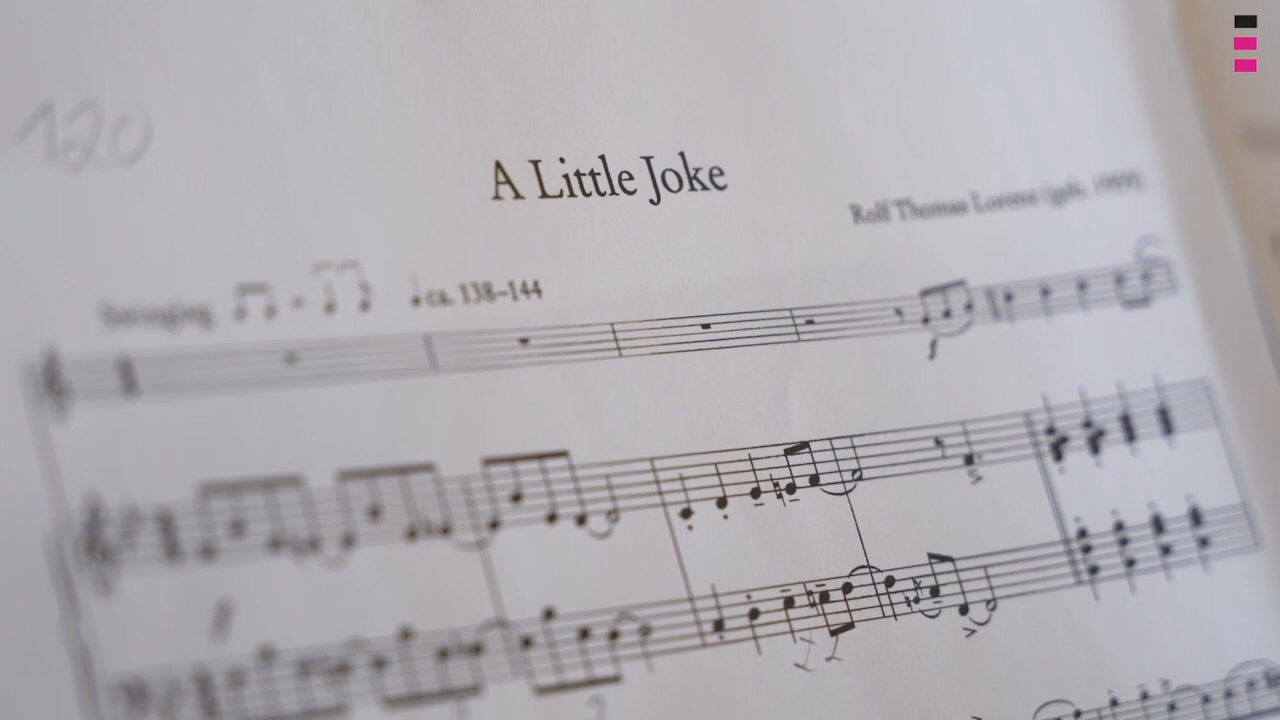 120
A Little Joke
Rolf Thomas Lorenz (geb. 1959)
Swinging ca. 138–144
f